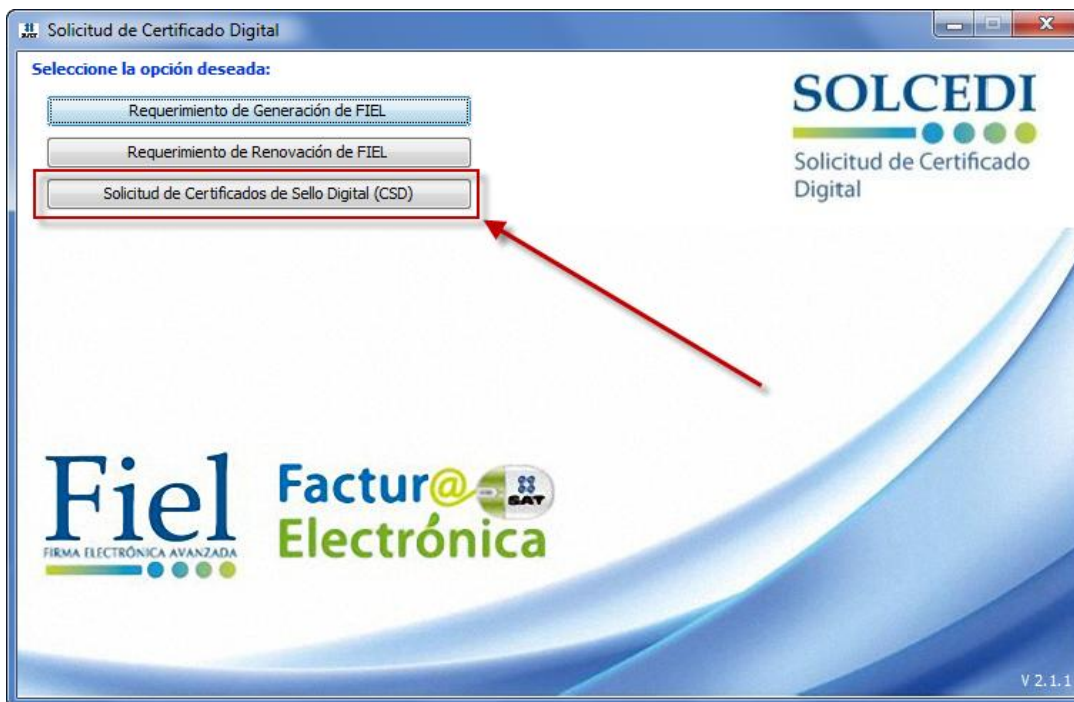 Solicitud de Certificado Digital
Seleccione la opción deseada:
Requerimiento de Generación de FIEL
Requerimiento de Renovación de FIEL
Solicitud de Certificados de Sello Digital (CSD)
SOLCEDI
Solicitud de Certificado
Digital
Fiel
FIRMA ELECTRÓNICA AVANZADA
Factur@
SAT
Electrónica
V 2.1.1